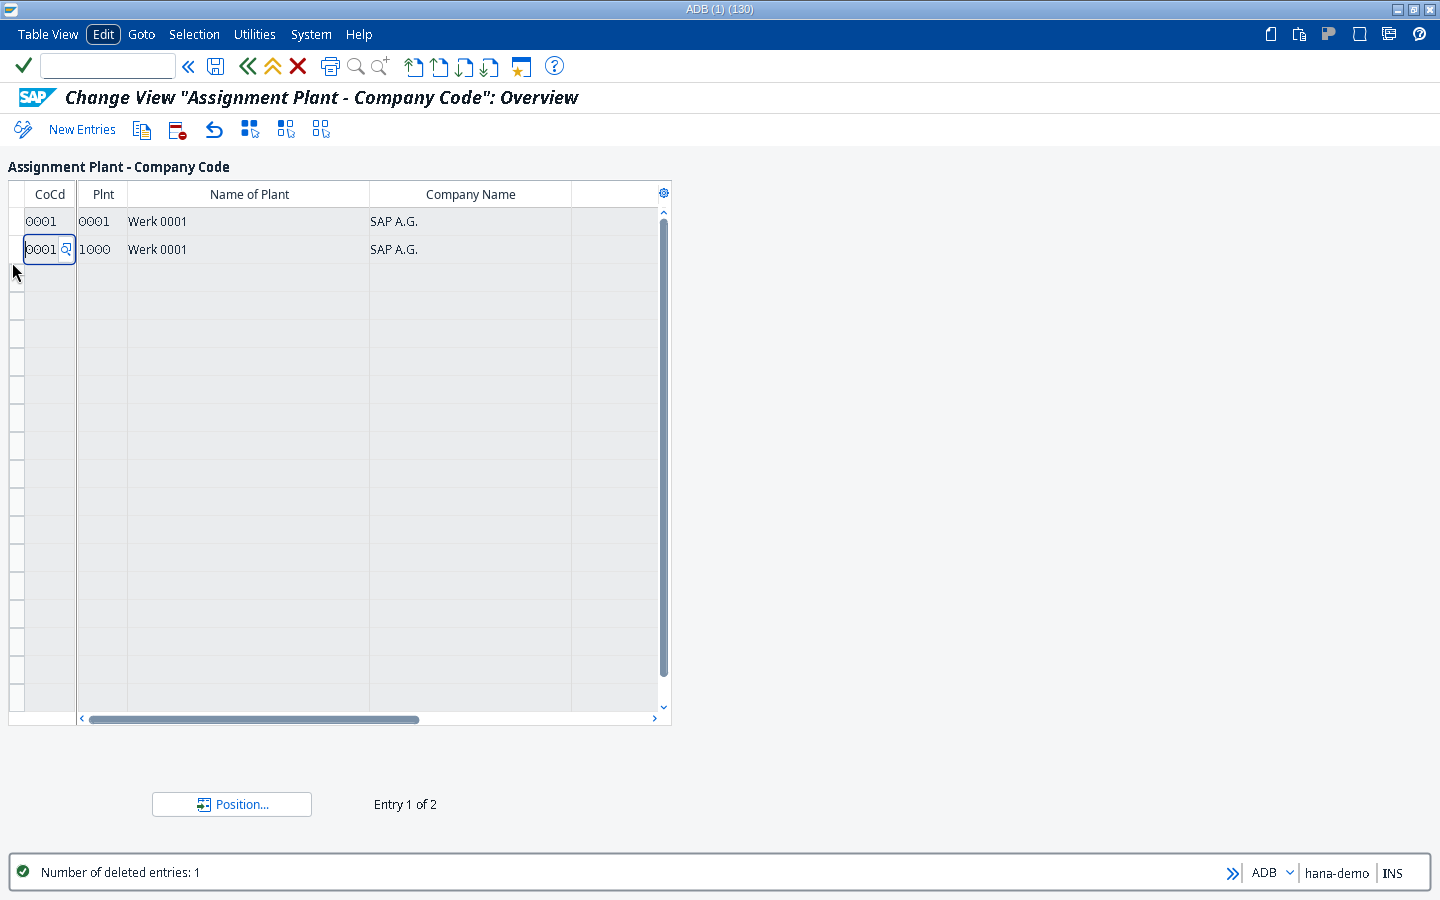 ADB (1) (130)
Table View Edit Goto Selection Utilities System Help
SAP Change View "Assignment Plant - Company Code": Overview
New Entries
Assignment Plant - Company Code
CoCd Plnt Name of Plant Company Name
0001 0001 Werk 0001 SAP A.G.
0001 1000 Werk 0001 SAP A.G.
Position... Entry 1 of 2
Number of deleted entries: 1 ADB hana-demo INS